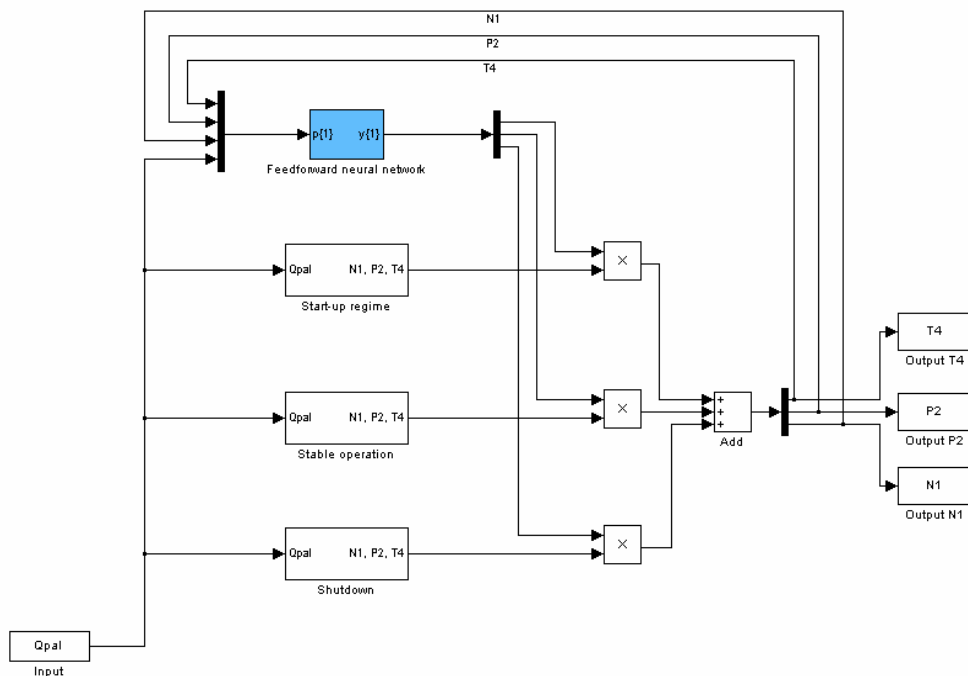 N1
P2
T4
p{1} y{1}
Feedforward neural network
×
Qpal N1, P2, T4
Start-up regime
T4
Output T4
Qpal N1, P2, T4
Stable operation
×
+
+
+
Add
P2
Output P2
N1
Output N1
Qpal N1, P2, T4
Shutdown
×
Qpal
Input